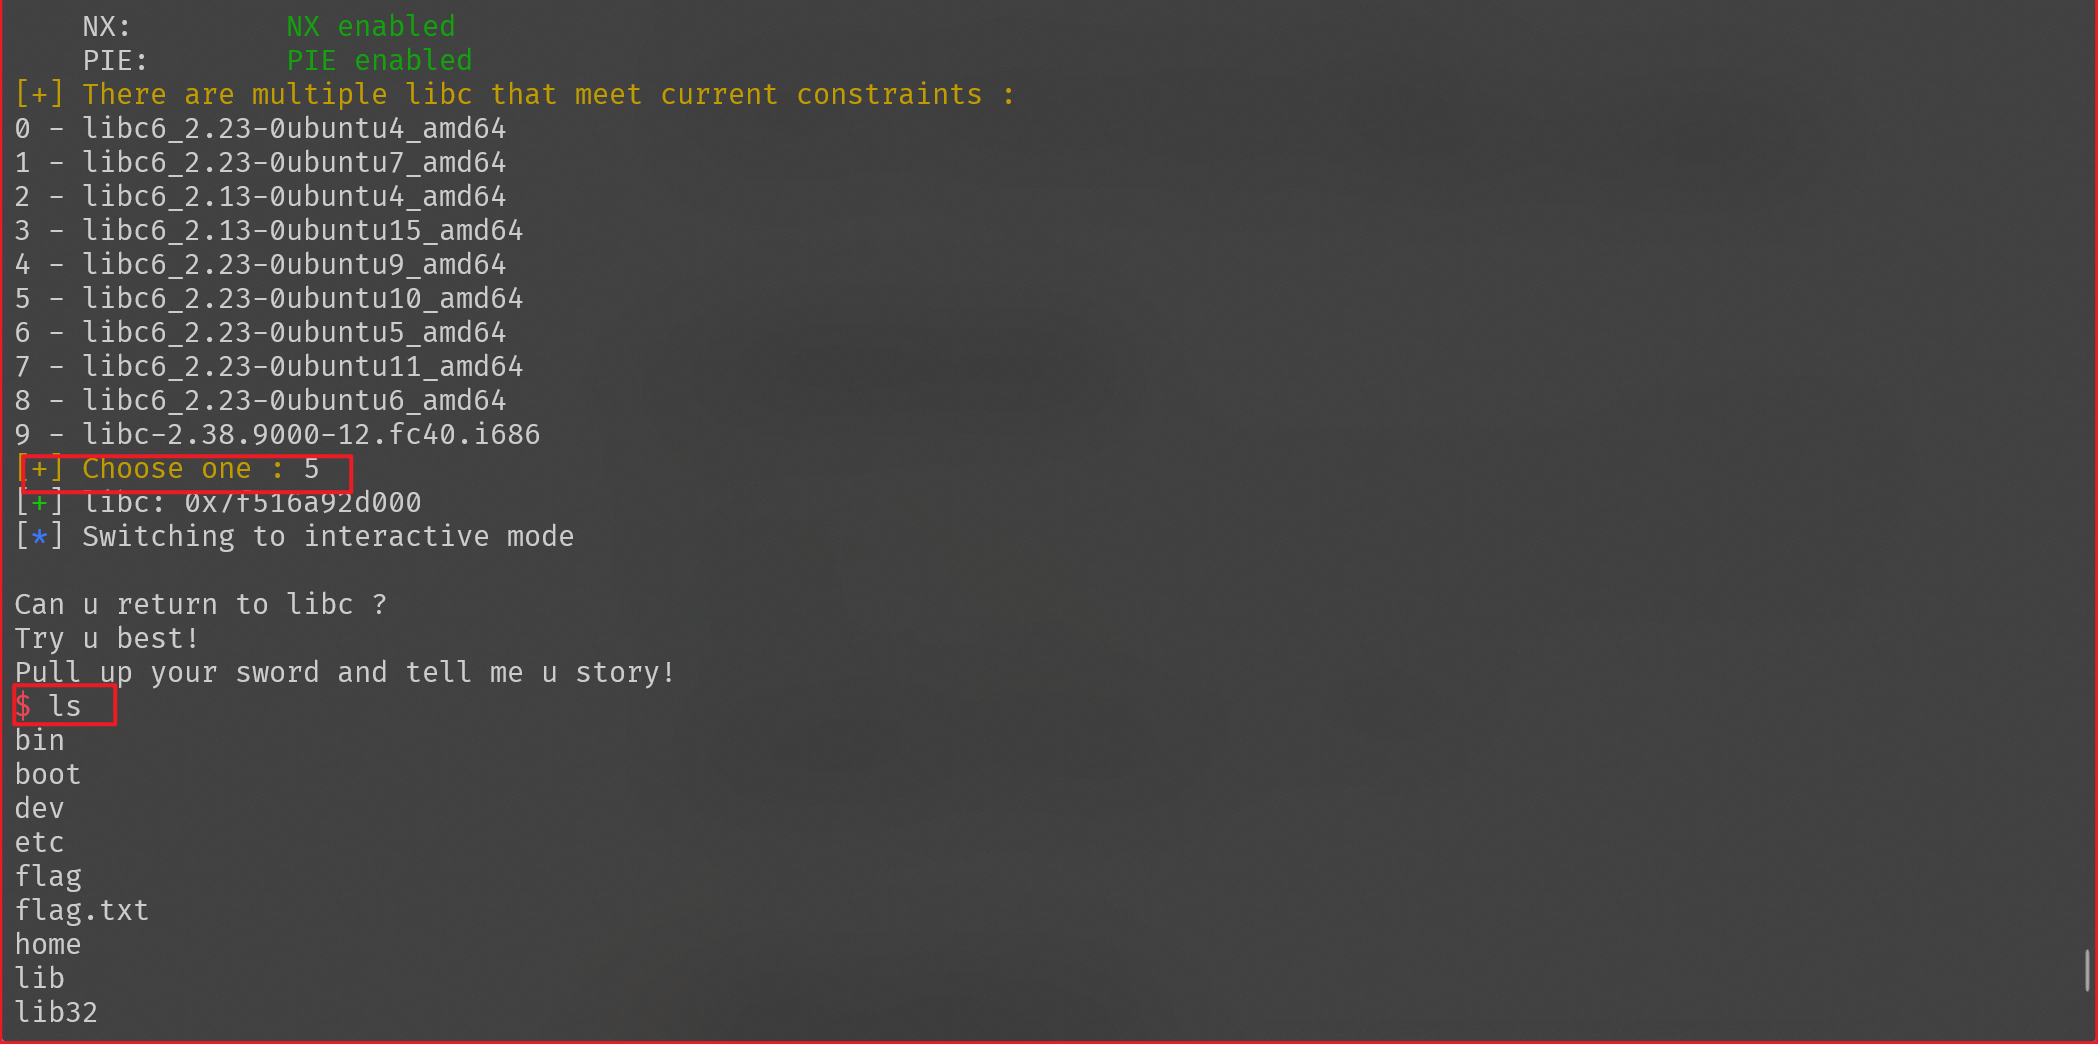 NX:         NX enabled
PIE:        PIE enabled
[+] There are multiple libc that meet current constraints :
0 - libc6_2.23-0ubuntu4_amd64
1 - libc6_2.23-0ubuntu7_amd64
2 - libc6_2.13-0ubuntu4_amd64
3 - libc6_2.13-0ubuntu15_amd64
4 - libc6_2.23-0ubuntu9_amd64
5 - libc6_2.23-0ubuntu10_amd64
6 - libc6_2.23-0ubuntu5_amd64
7 - libc6_2.23-0ubuntu11_amd64
8 - libc6_2.23-0ubuntu6_amd64
9 - libc-2.38.9000-12.fc40.i686
[+] Choose one : 5
[+] libc: 0x7f516a92d000
[*] Switching to interactive mode
Can u return to libc ?
Try u best!
Pull up your sword and tell me u story!
$ ls
bin
boot
dev
etc
flag
flag.txt
home
lib
lib32